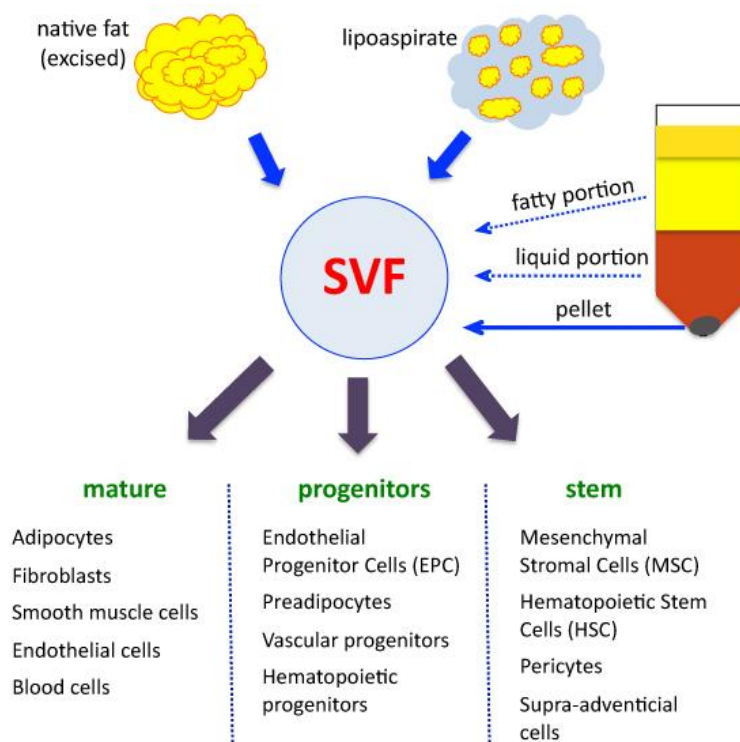 native fat
(excised)
lipoaspirate
fatty portion
liquid portion
pellet
SVF
mature
Adipocytes
Fibroblasts
Smooth muscle cells
Endothelial cells
Blood cells
progenitors
Endothelial
Progenitor Cells (EPC)
Preadipocytes
Vascular progenitors
Hematopoietic
progenitors
stem
Mesenchymal
Stromal Cells (MSC)
Hematopoietic Stem
Cells (HSC)
Pericytes
Supra-adventicial
cells